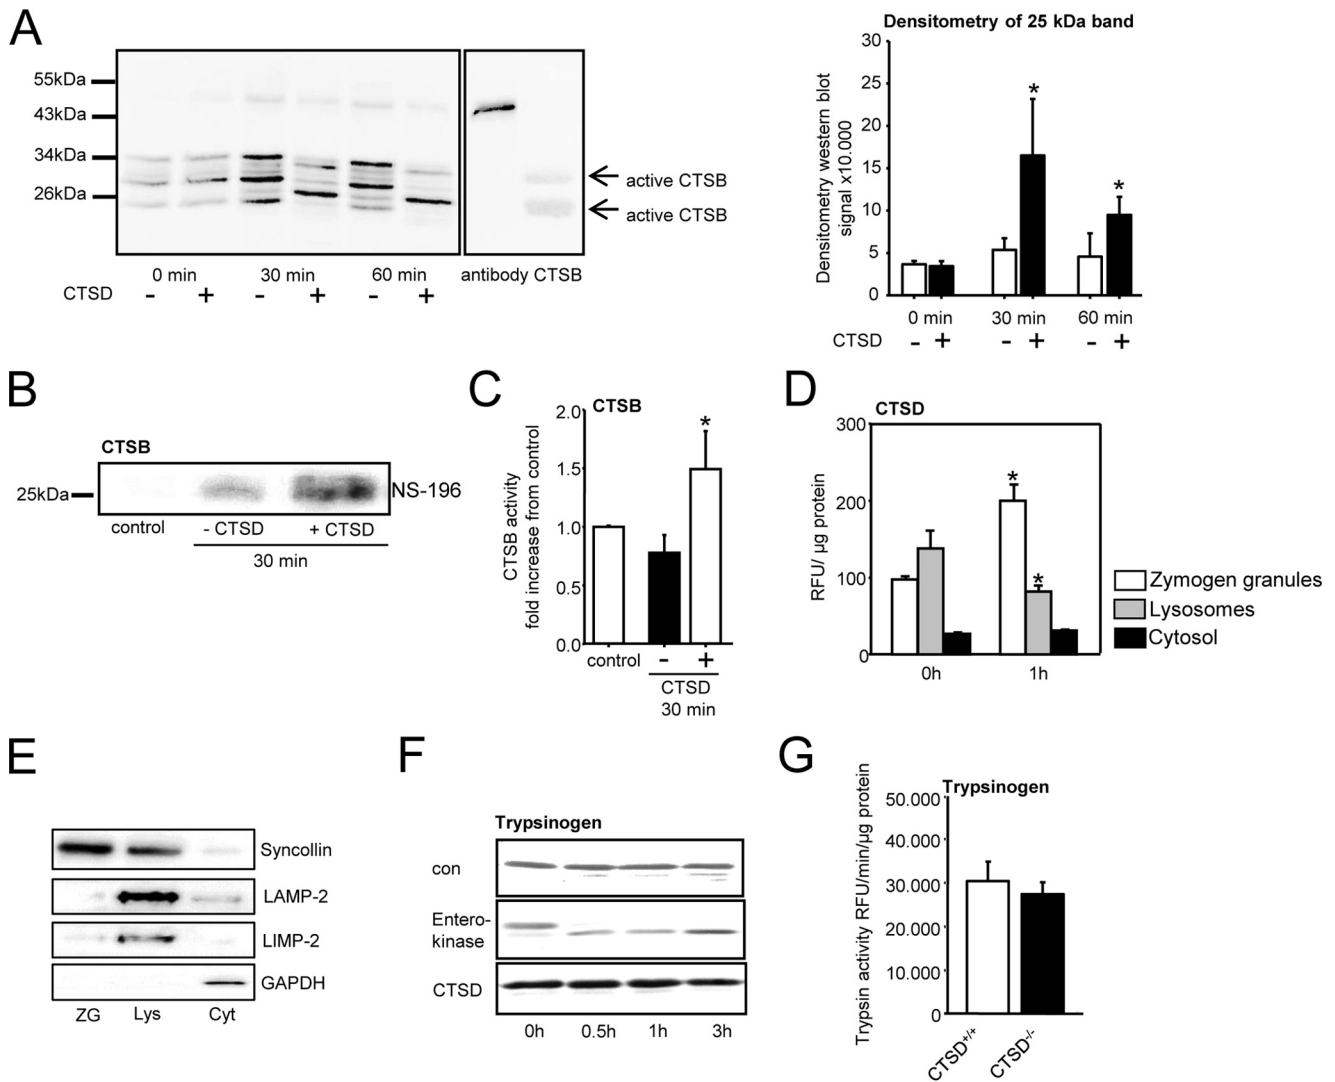 A
55kDa
43kDa
34kDa
26kDa
active CTSB
active CTSB
0 min 30 min 60 min antibody CTSB
CTSD - + - + - +
Densitometry of 25 kDa band
Densitometry western blot
signal x10.000
30
25
20
15
10
5
0
* *
0 min 30 min 60 min
CTSD - + - + - +
B
CTSB
25kDa
NS-196
control - CTSD + CTSD
30 min
C
CTSB
CTSB activity
fold increase from control
2.0
1.5
1.0
0.5
0.0
*
control - +
CTSD
30 min
D
CTSD
RFU/ µg protein
300
200
100
0
* *
0h 1h
Zymogen granules
Lysosomes
Cytosol
E
Syncollin
LAMP-2
LIMP-2
GAPDH
ZG Lys Cyt
F
Trypsinogen
con
Entero-
kinase
CTSD
0h 0.5h 1h 3h
G
Trypsinogen
Trypsin activity RFU/min/µg protein
50.000
40.000
30.000
20.000
10.000
0
CTSD+/+ CTSD-/-